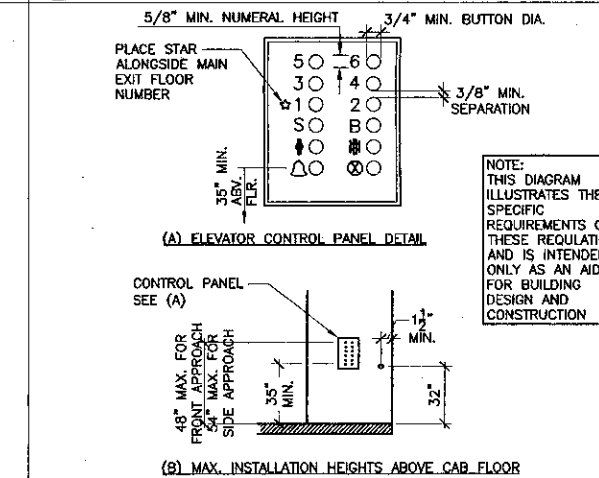 5/8" MIN. NUMERAL HEIGHT
3/4" MIN. BUTTON DIA.
PLACE STAR
ALONGSIDE MAIN
EXIT FLOOR
NUMBER
5 6
3 4
1 2
S B
3/8" MIN.
SEPARATION
35" MIN.
ABV.
FLR.
(A) ELEVATOR CONTROL PANEL DETAIL
NOTE:
THIS DIAGRAM
ILLUSTRATES THE
SPECIFIC
REQUIREMENTS
THESE
AND IS
ONLY AS AN AID
FOR BUILDING
DESIGN AND
CONSTRUCTION
CONTROL PANEL
SEE (A)
1 1/2"
MIN.
48" MAX. FOR
FRONT APPROACH
54" MAX. FOR
SIDE APPROACH
35"
MIN.
32"
(B) MAX. INSTALLATION HEIGHTS ABOVE CAB FLOOR